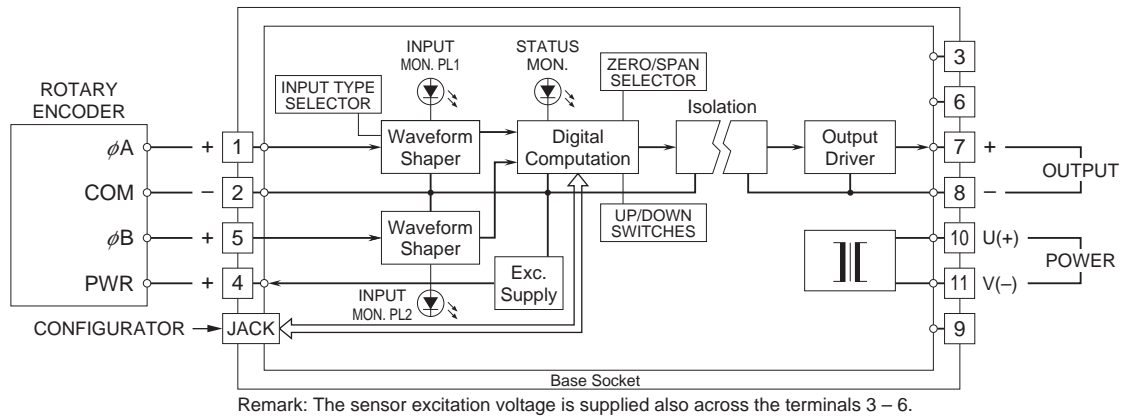 INPUT
MON. PL1
STATUS
MON.
ZERO/SPAN
SELECTOR
3
INPUT TYPE
SELECTOR
ROTARY
ENCODER
6
Isolation
Waveform
Shaper
Digital
Computation
Output
Driver
ϕA + 1
7 +
OUTPUT
COM – 2
8 –
UP/DOWN
SWITCHES
ϕB + 5
Waveform
Shaper
10 U(+)
POWER
PWR + 4
Exc.
Supply
11 V(–)
INPUT
MON. PL2
CONFIGURATOR JACK
9
Base Socket
Remark: The sensor excitation voltage is supplied also across the terminals 3 – 6.